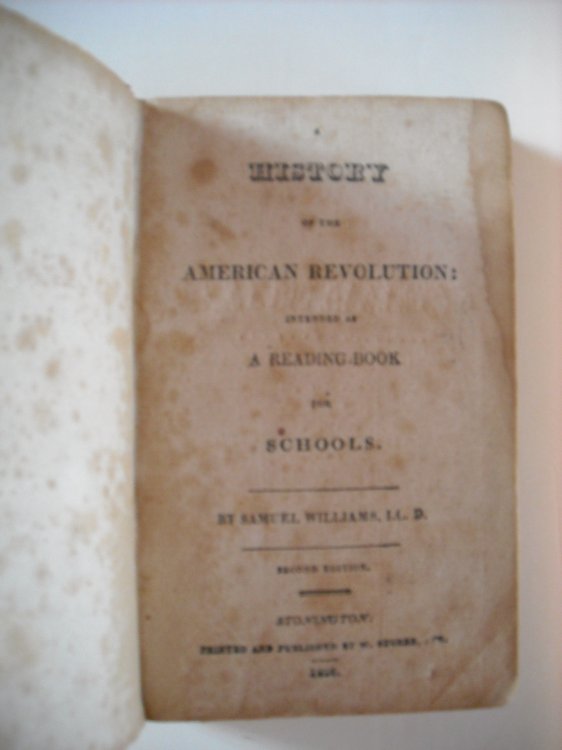 A
HISTORY
OF THE
AMERICAN REVOLUTION:
INTENDED AS
A READING-BOOK
FOR
SCHOOLS.
BY SAMUEL WILLIAMS, LL. D.
SECOND EDITION.
STONINGTON:
PRINTED AND PUBLISHED BY W. STORER,